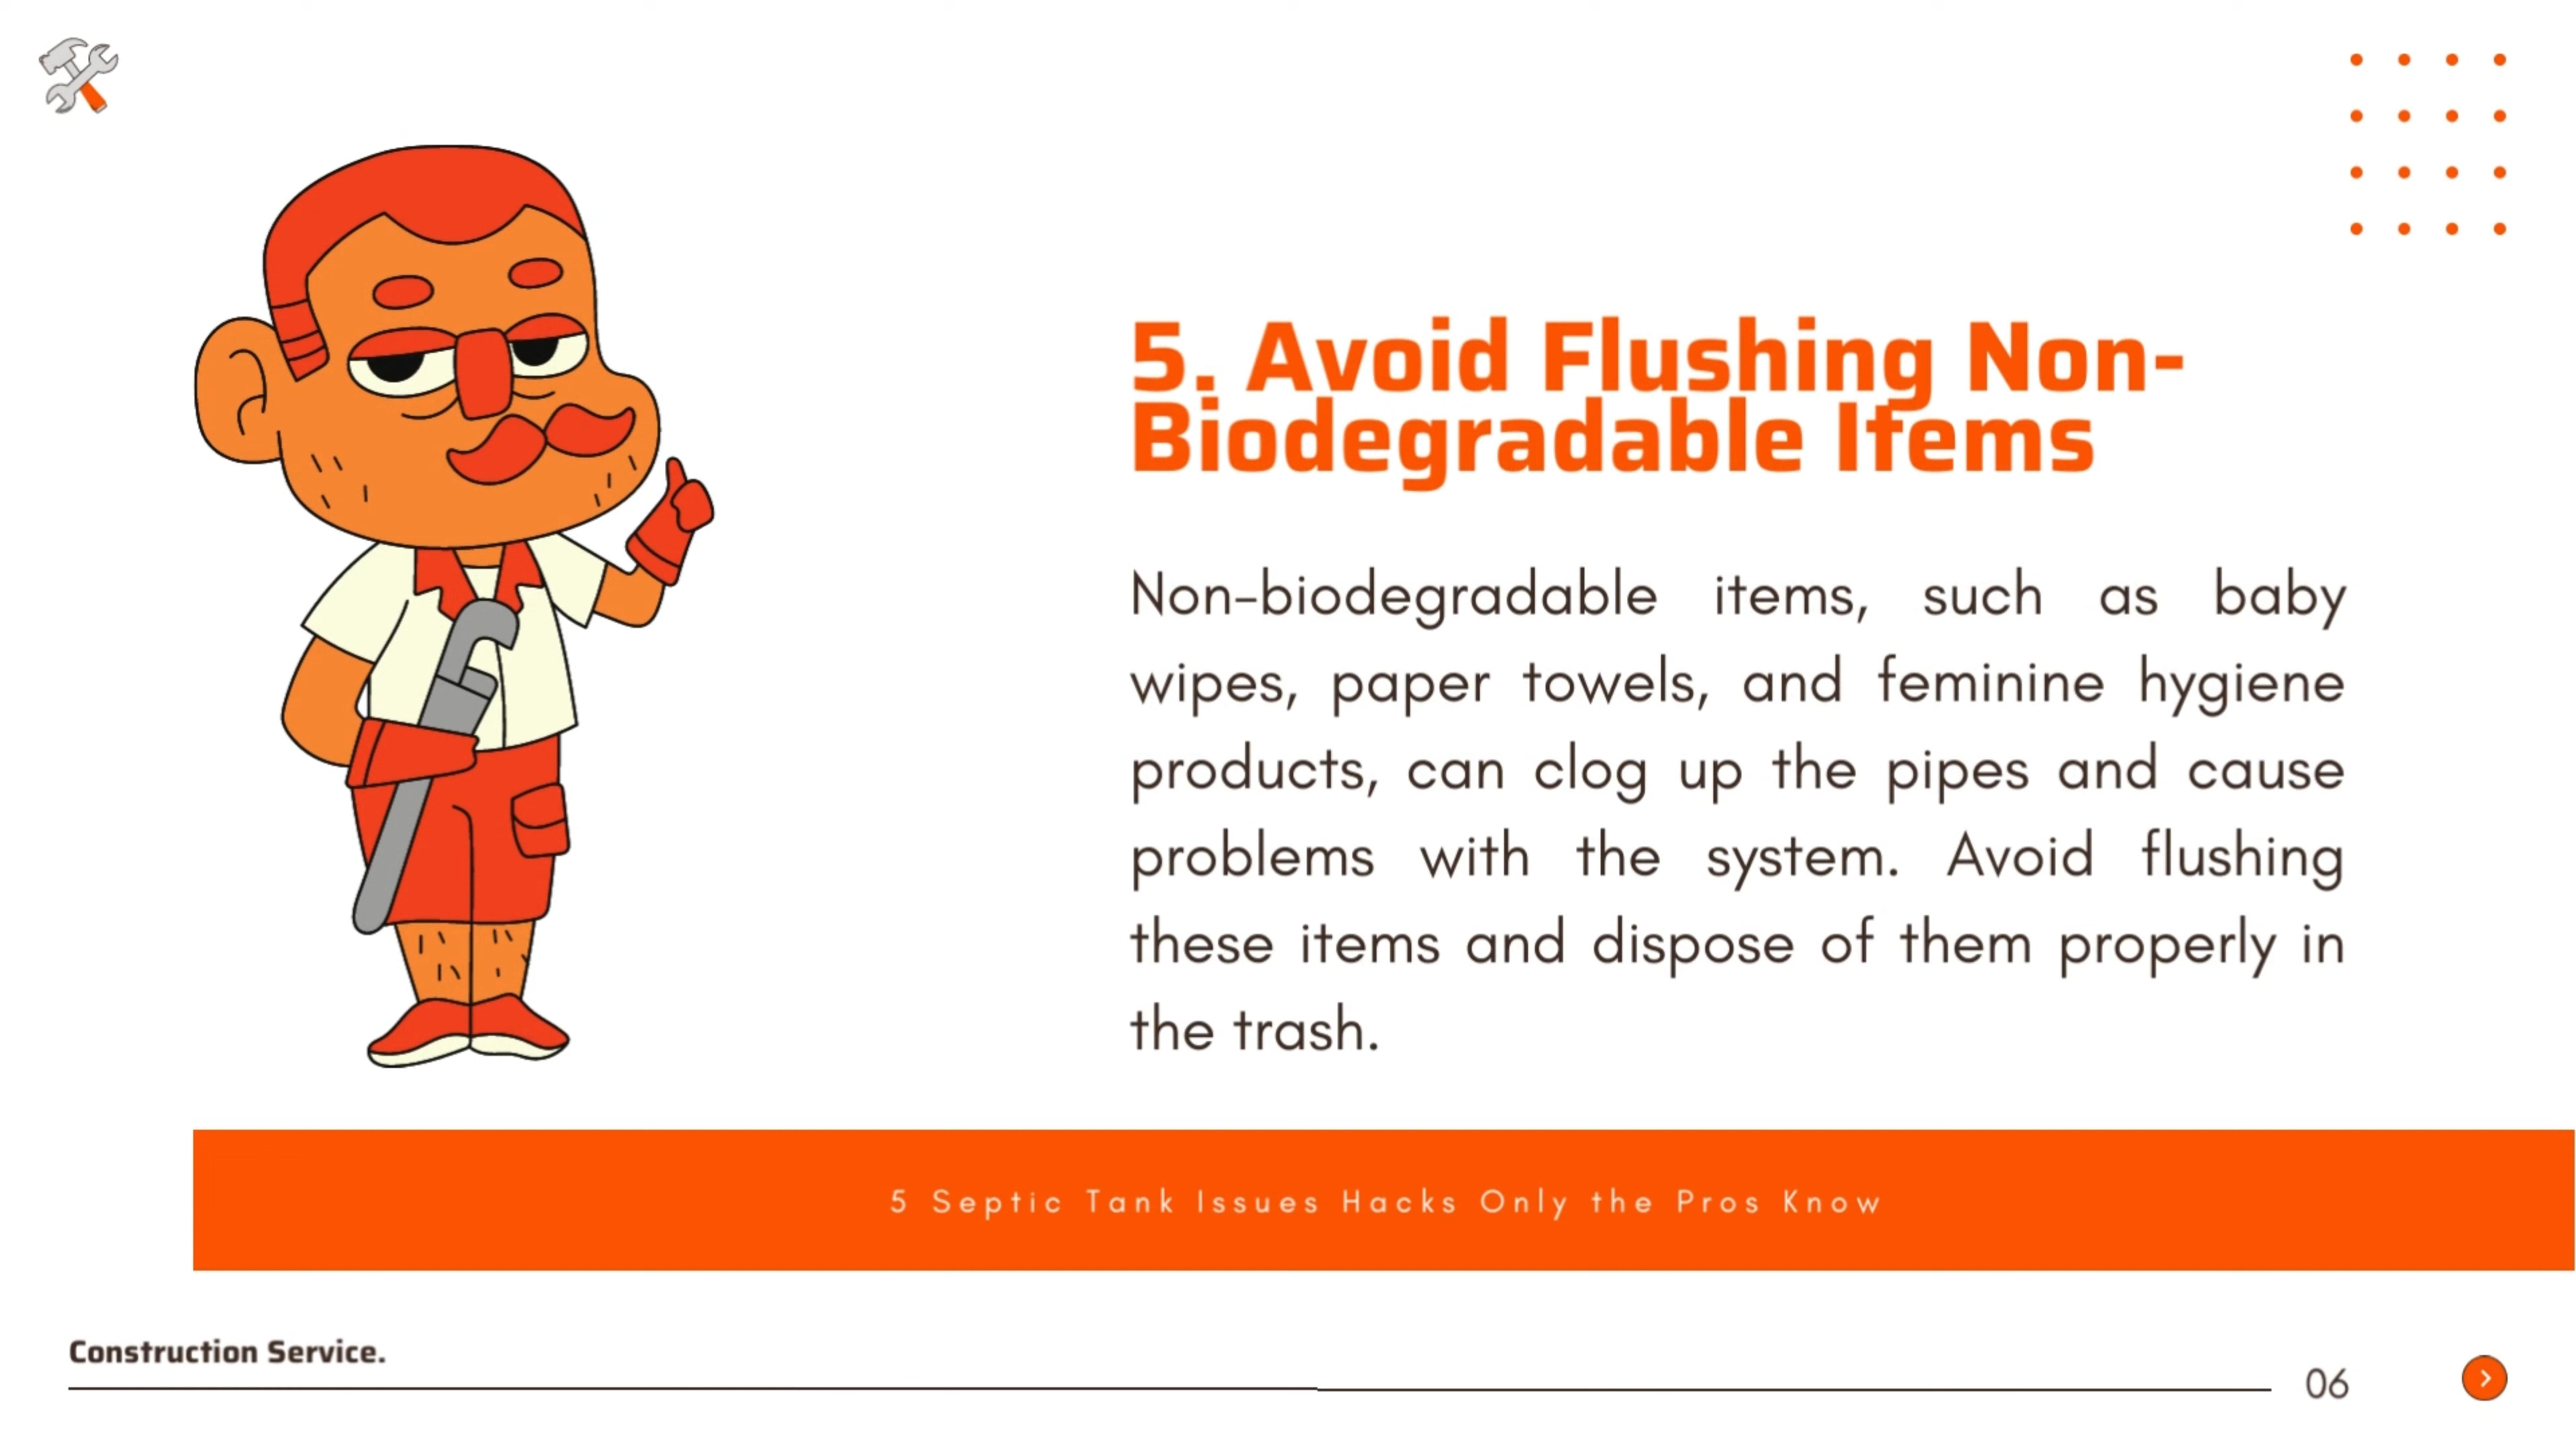 5. Avoid Flushing Non-
Biodegradable Items
Non-biodegradable items, such as baby
wipes, paper towels, and feminine hygiene
products, can clog up the pipes and cause
problems with the system. Avoid flushing
these items and dispose of them properly in
the trash.
5 Septic Tank Issues Hacks Only the Pros Know
Construction Service.
06